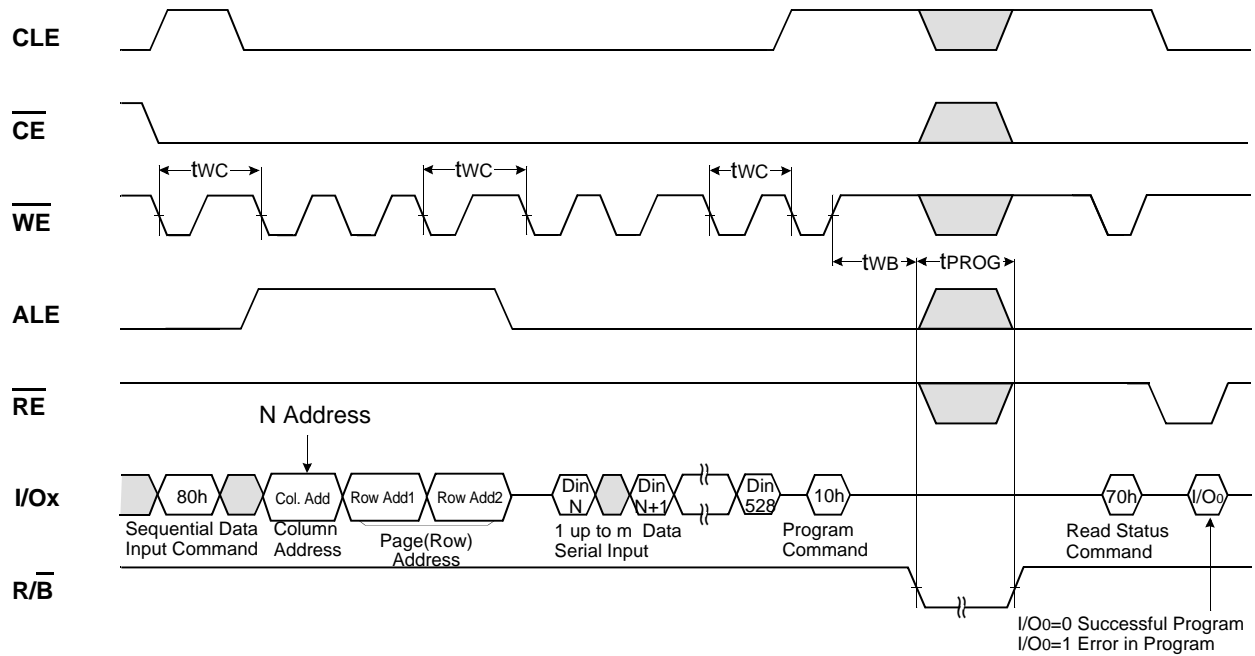 CLE
CE
tWC
tWC
tWC
WE
tWB
tPROG
ALE
RE
N Address
I/Ox
80h
Col. Add
Row Add1
Row Add2
Din
N
Din
N+1
Din
528
10h
70h
I/O0
Sequential Data
Input Command
Column
Address
Page(Row)
Address
1 up to m Data
Serial Input
Program
Command
Read Status
Command
R/B
I/O0=0 Successful Program
I/O0=1 Error in Program